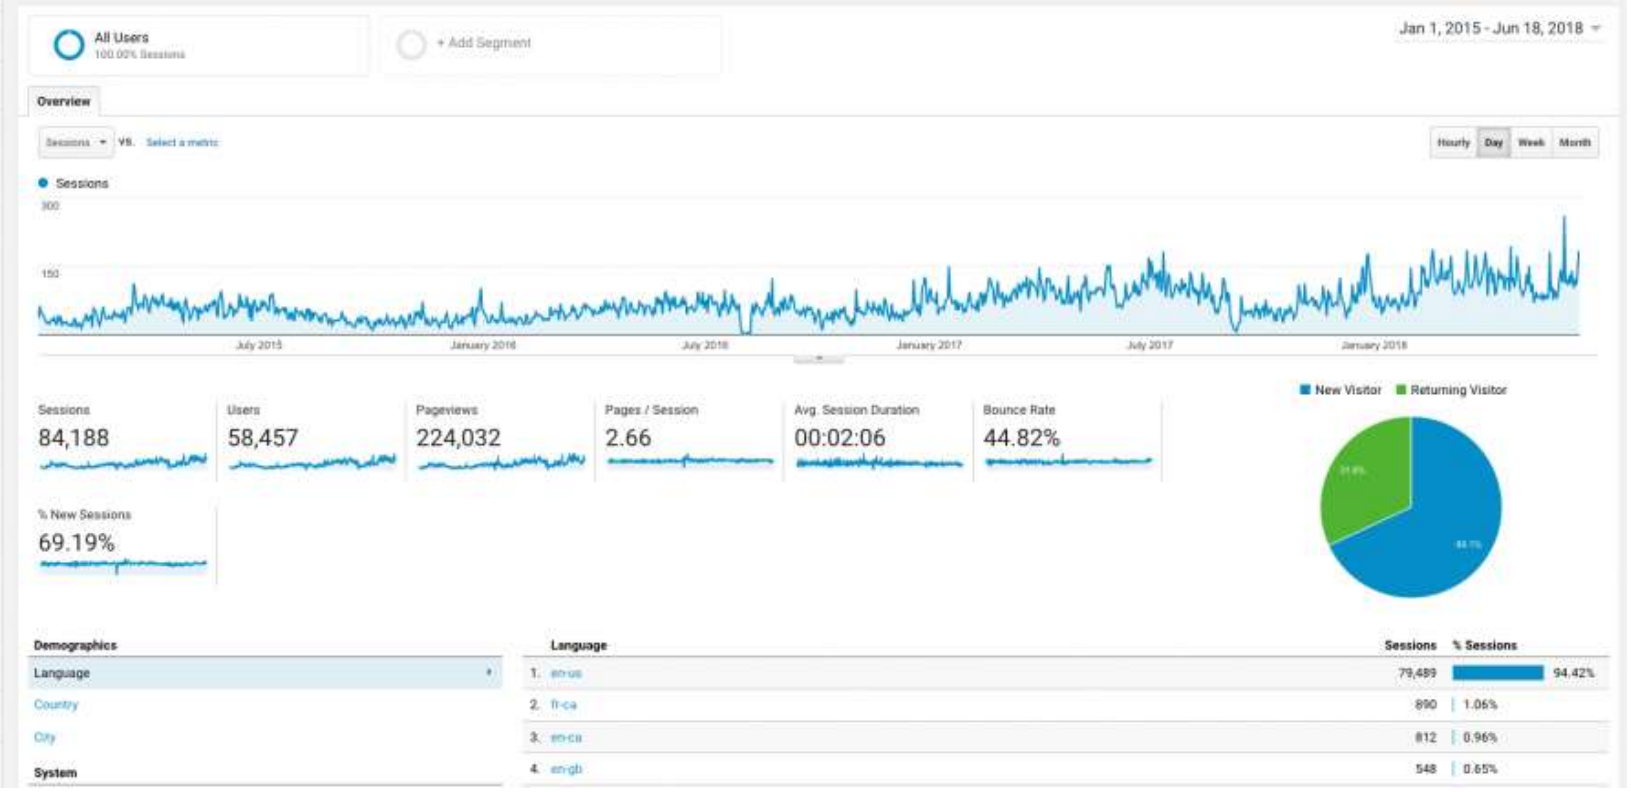 All Users
100.00% Sessions
+ Add Segment
Jan 1, 2015 - Jun 18, 2018
Overview
Sessions VS. Select a metric
Hourly Day Week Month
Sessions
300
150
July 2015 January 2016 July 2016 January 2017 July 2017 January 2018
New Visitor Returning Visitor
Sessions Users Pageviews Pages / Session Avg. Session Duration Bounce Rate
84,188 58,457 224,032 2.66 00:02:06 44.82%
% New Sessions
69.19%
Demographics
Language
Country
City
System
Language Sessions % Sessions
1. en-us 79,489 94.42%
2. fr-ca 890 1.06%
3. en-ca 812 0.96%
4. en-gb 548 0.65%